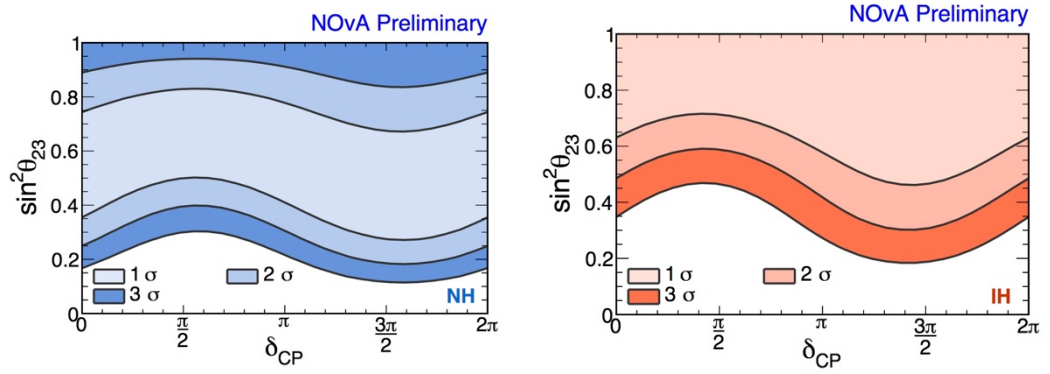 NOvA Preliminary
sin²θ₂₃
1
0.8
0.6
0.4
0.2
0
1 σ
2 σ
3 σ
NH
0
π/2
π
3π/2
2π
δCP
NOvA Preliminary
sin²θ₂₃
1
0.8
0.6
0.4
0.2
0
1 σ
2 σ
3 σ
IH
0
π/2
π
3π/2
2π
δCP